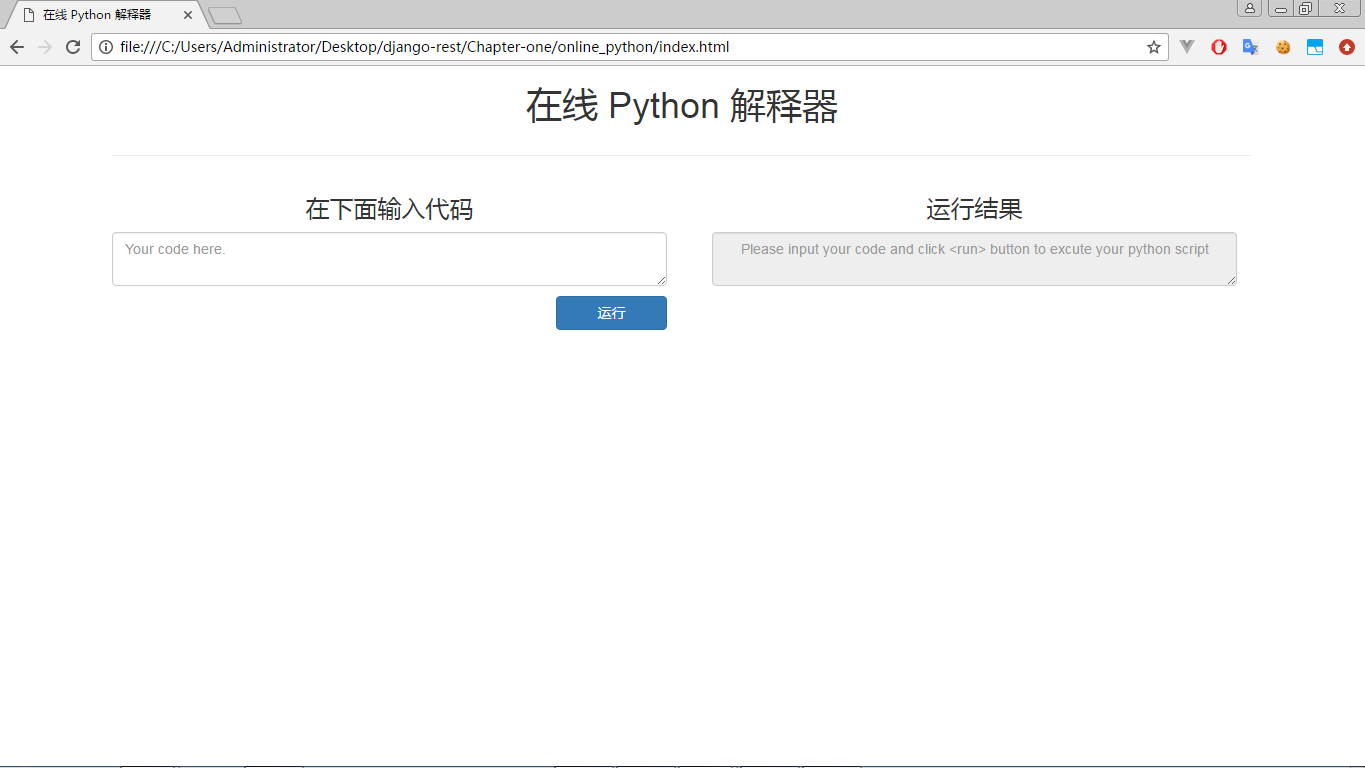 在线 Python 解释器
file:///C:/Users/Administrator/Desktop/django-rest/Chapter-one/online_python/index.html
在线 Python 解释器
在下面输入代码
Your code here.
运行
运行结果
Please input your code and click <run> button to excute your python script